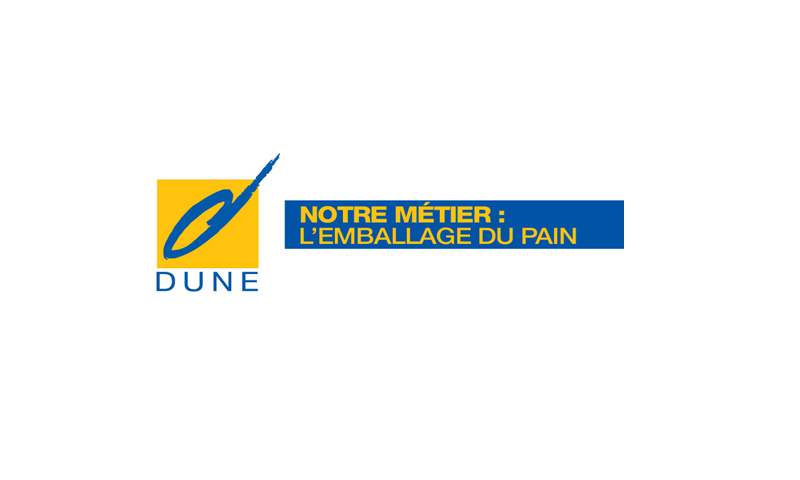 DUNE
NOTRE MÉTIER :
L’EMBALLAGE DU PAIN